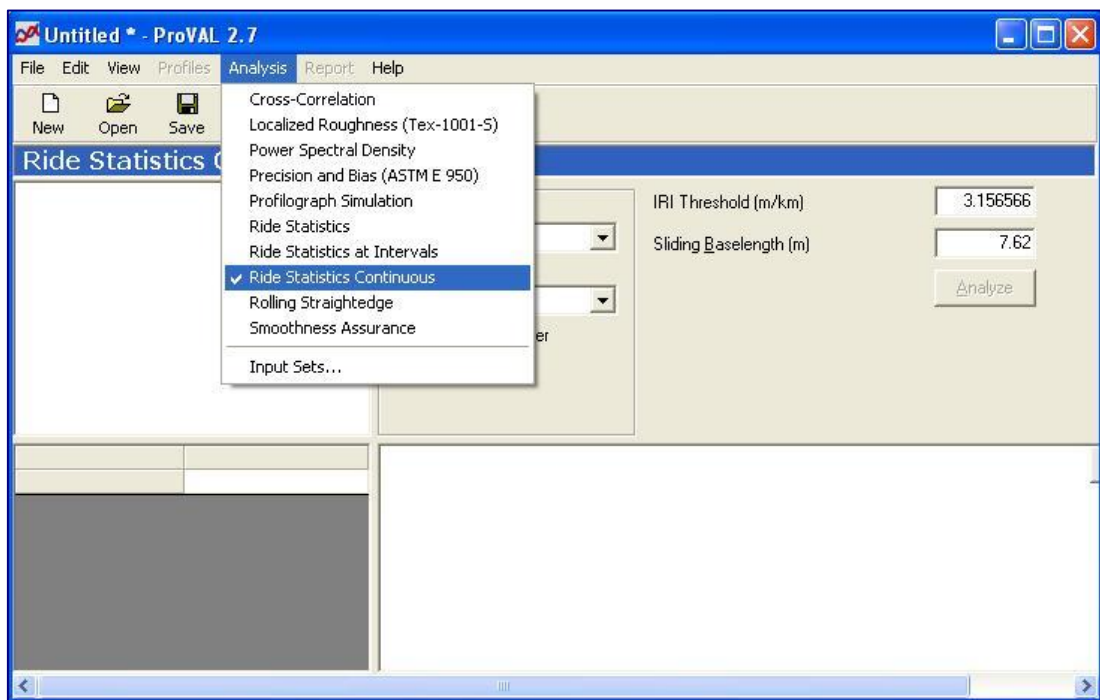 Untitled * - ProVAL 2.7
File Edit View Profiles Analysis Report Help
New Open Save
Cross-Correlation
Localized Roughness (Tex-1001-S)
Power Spectral Density
Precision and Bias (ASTM E 950)
Profilograph Simulation
Ride Statistics
Ride Statistics at Intervals
Ride Statistics Continuous
Rolling Straightedge
Smoothness Assurance
Input Sets...
Ride Statistics
er
IRI Threshold (m/km) 3.156566
Sliding Baselength (m) 7.62
Analyze